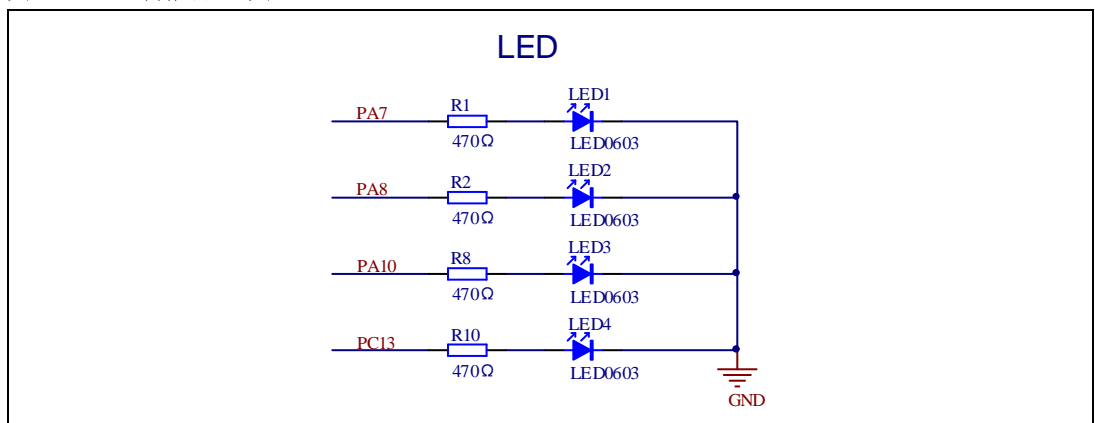 LED
LED1
PA7
R1
470Ω
LED0603
LED2
PA8
R2
470Ω
LED0603
LED3
PA10
R8
470Ω
LED0603
LED4
PC13
R10
470Ω
LED0603
GND